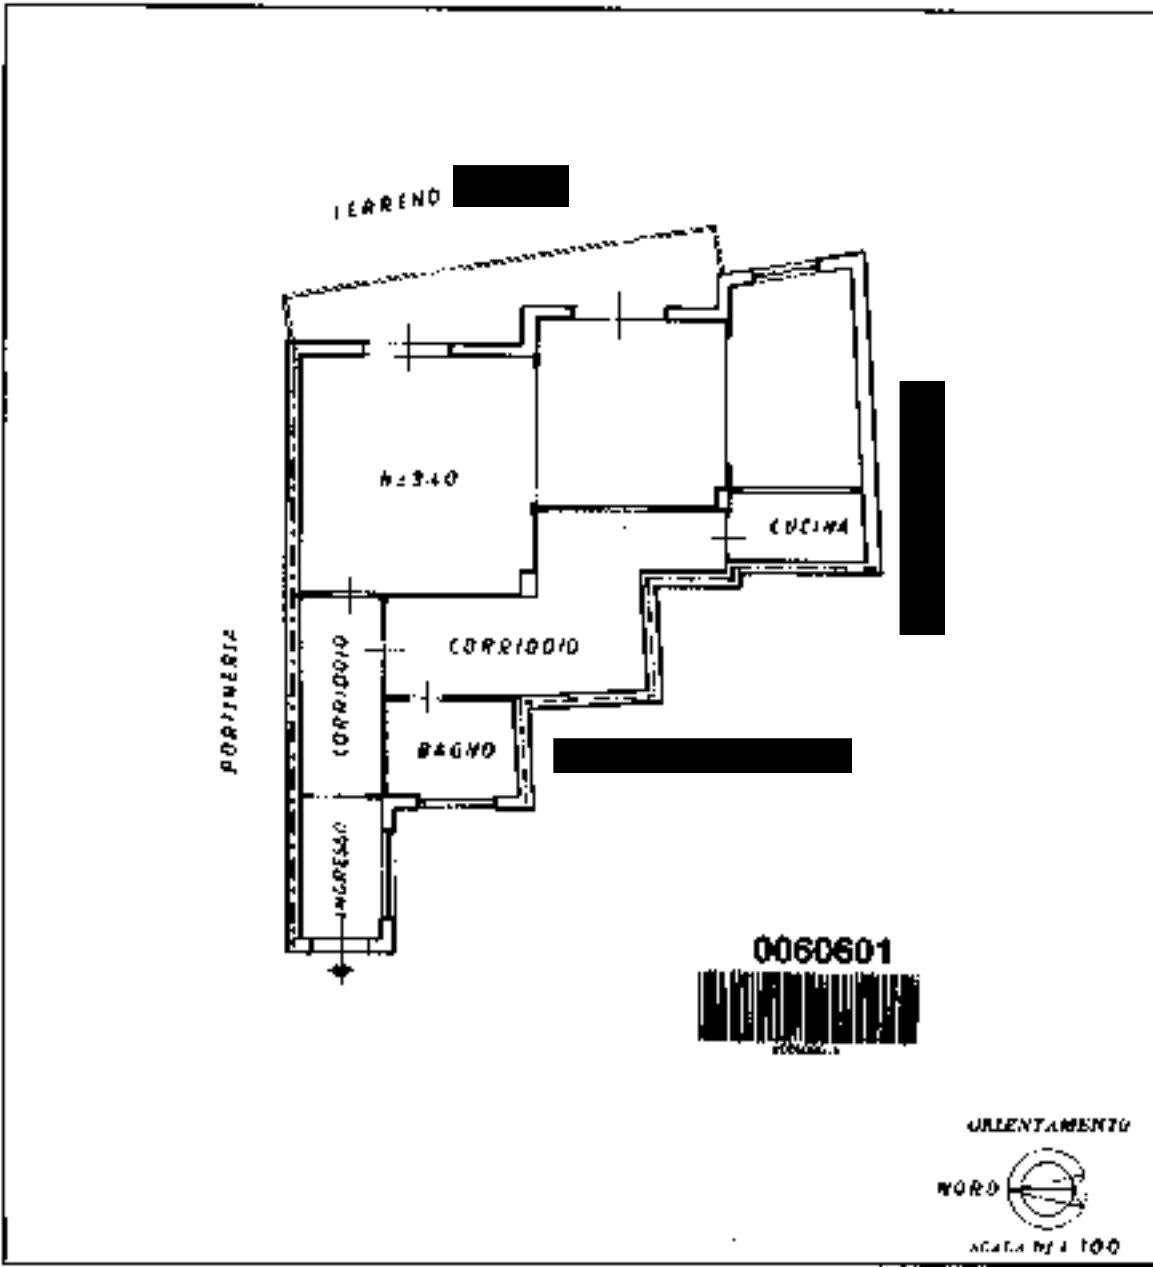 TERRENO
H=3.40
CUCINA
CORRIDOIO
CORRIDOIO
PORTINERIA
BAGNO
INGRESSO
0060601
ORIENTAMENTO
NORD
SCALA DI 1:100